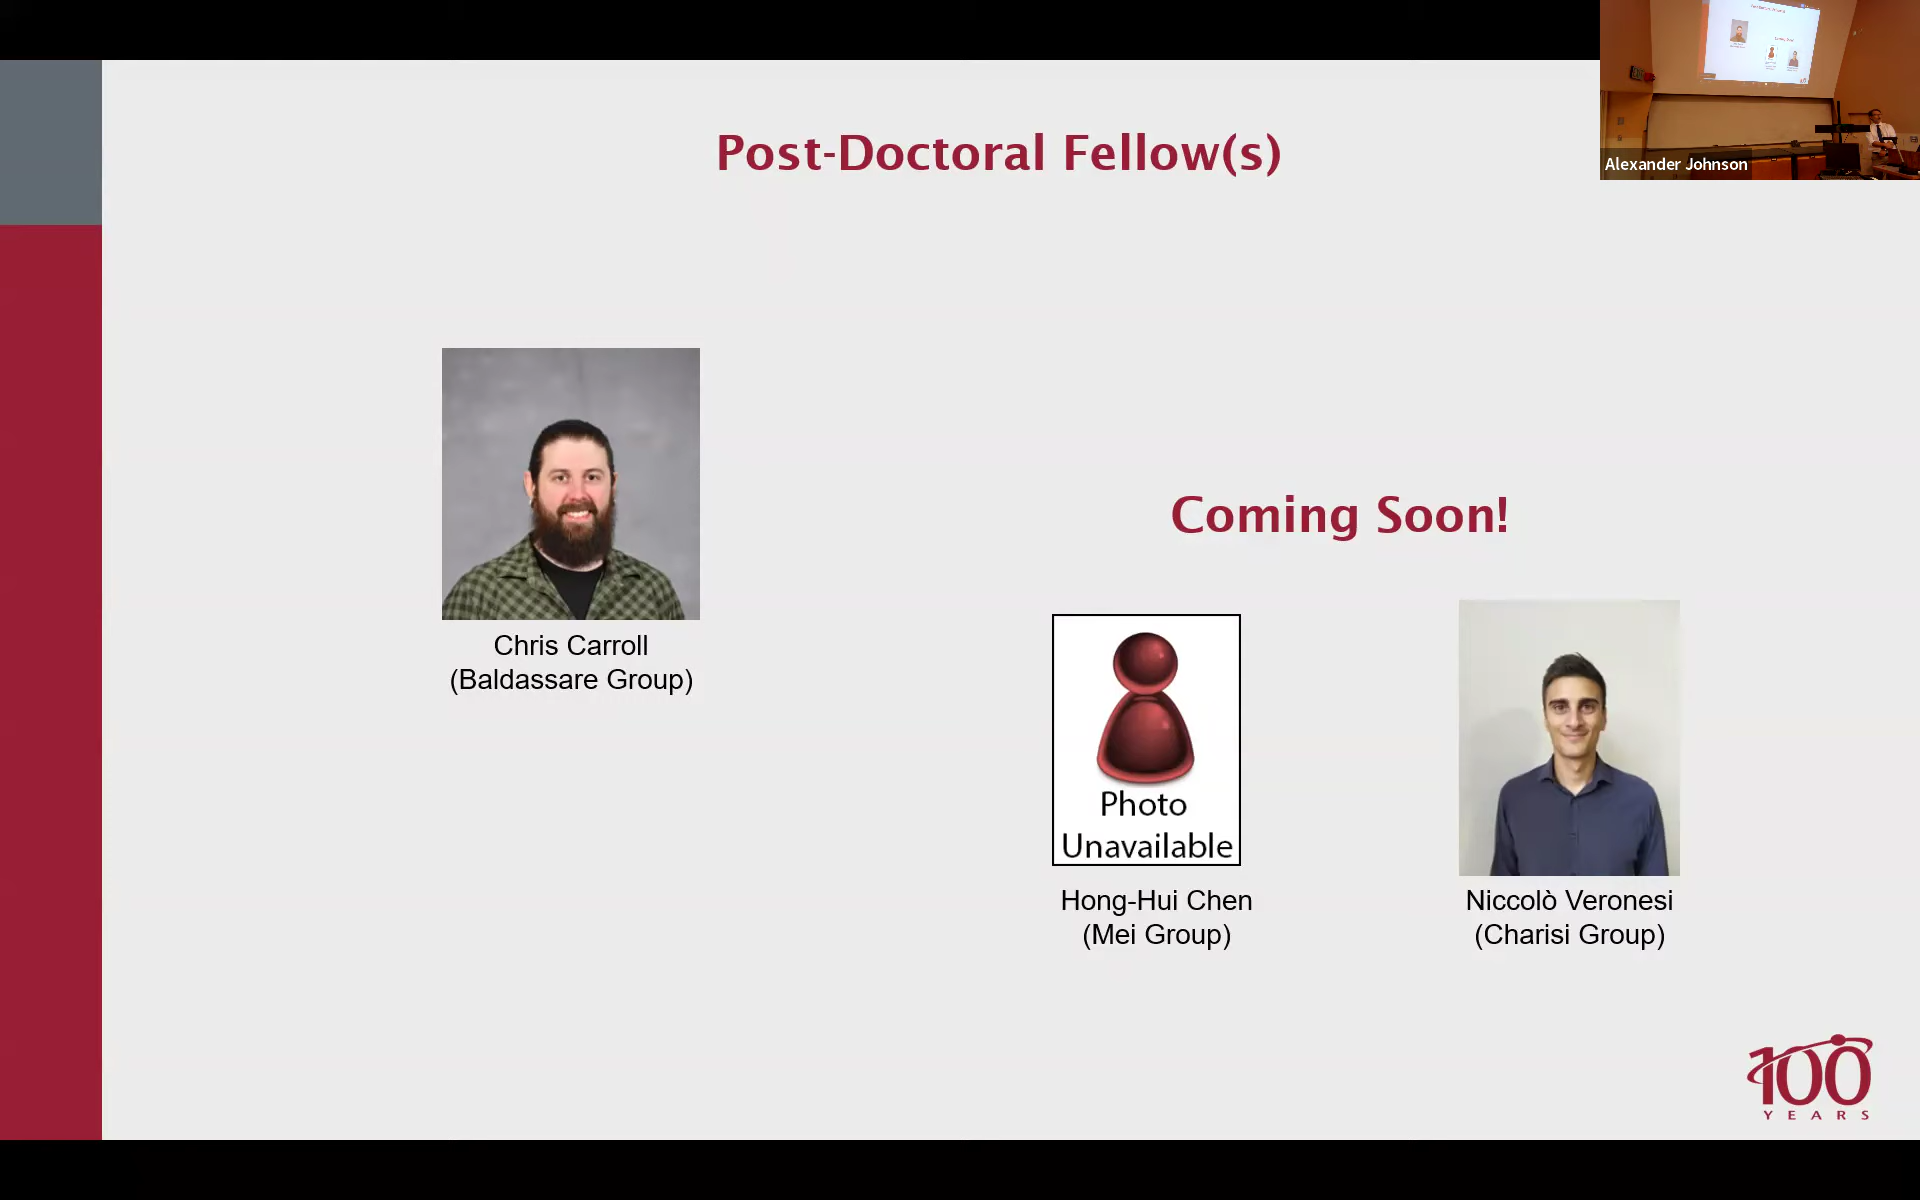 Post-Doctoral Fellow(s)
Alexander Johnson
Chris Carroll
(Baldassare Group)
Coming Soon!
Photo
Unavailable
Hong-Hui Chen
(Mei Group)
Niccolò Veronesi
(Charisi Group)
100
YEARS